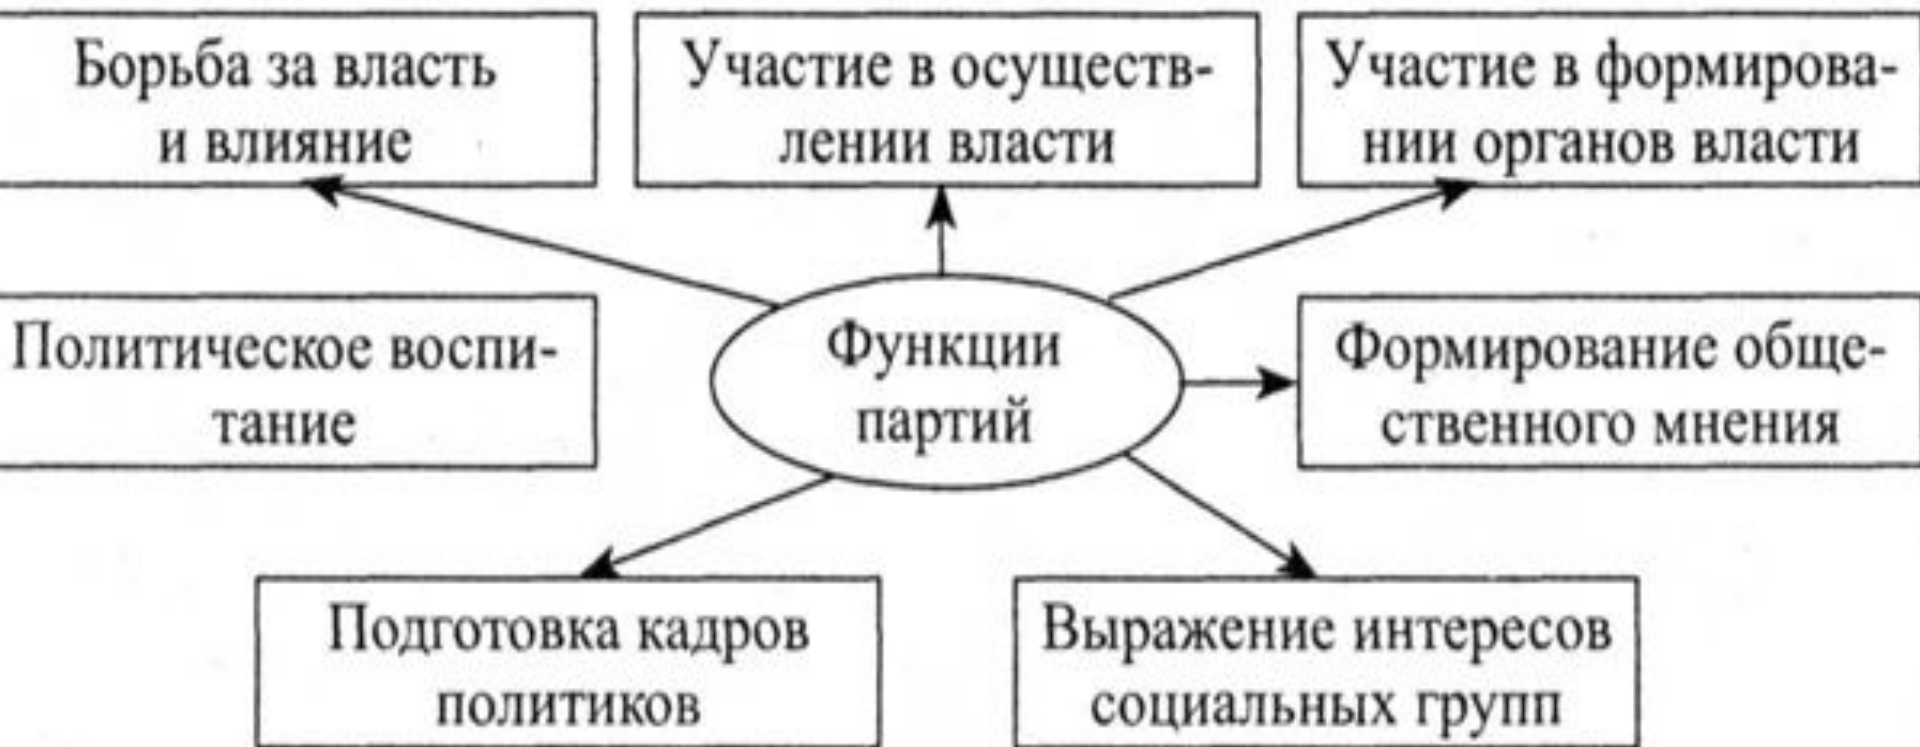 Борьба за власть
и влияние
Участие в осуществ-
лении власти
Участие в формирова-
нии органов власти
Политическое воспи-
тание
Функции
партий
Формирование обще-
ственного мнения
Подготовка кадров
политиков
Выражение интересов
социальных групп